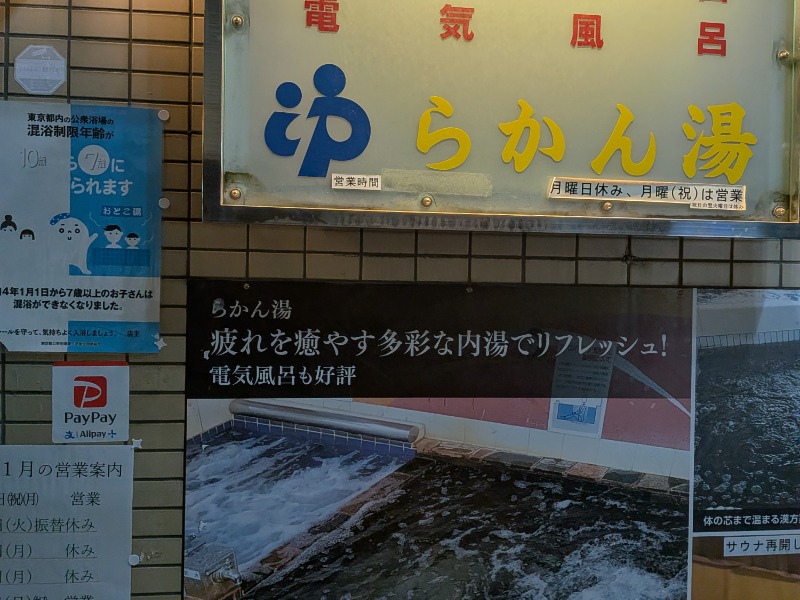 電気風呂
らかん湯
営業時間
月曜日休み、月曜(祝)は営業
東京都内の公衆浴場の
混浴制限年齢が
10歳
7歳に
られます
おとこ湯
4年1月1日から7歳以上のお子さんは
混浴ができなくなりました。
ルールを守って、気持ちよく入浴しましょう。 店主
PayPay
Alipay+
1月の営業案内
(祝)(月) 営業
(火)振替休み
(月) 休み
(月) 休み
らかん湯
疲れを癒やす多彩な内湯でリフレッシュ!
電気風呂も好評
体の芯まで温まる漢方
サウナ再開し